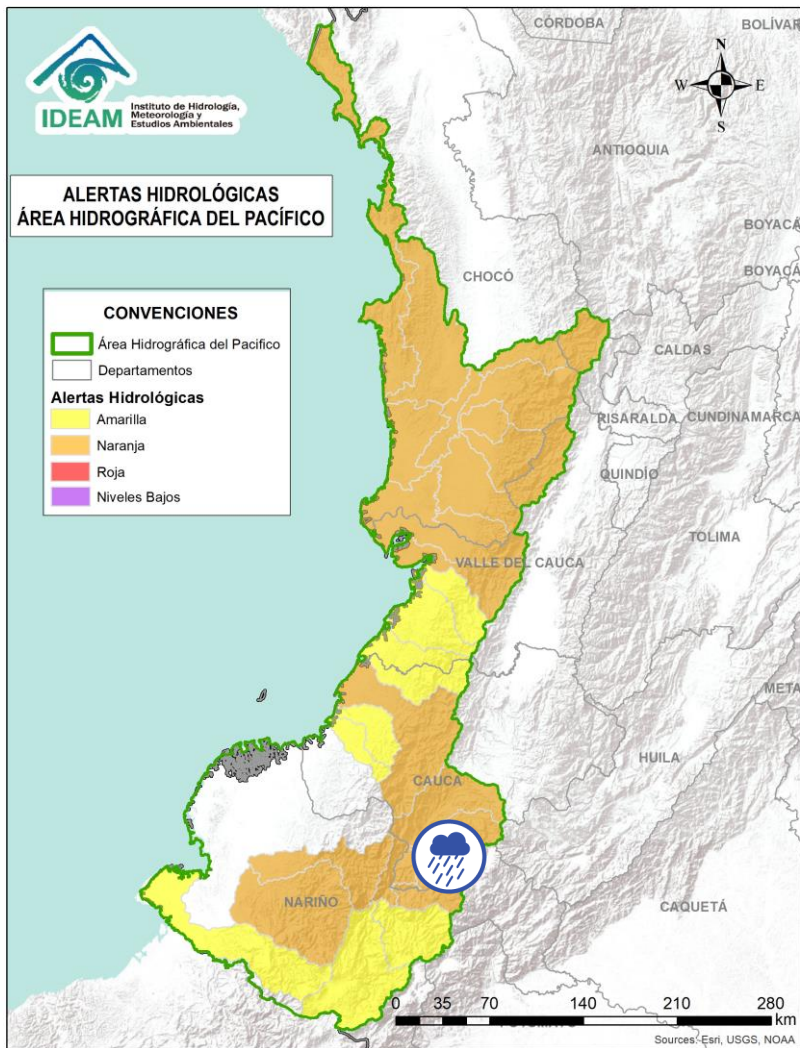 CÓRDOBA
BOLÍVAR
IDEAM
Instituto de Hidrología,
Meteorología y
Estudios Ambientales
N
W
E
S
ANTIOQUIA
ALERTAS HIDROLÓGICAS
ÁREA HIDROGRÁFICA DEL PACÍFICO
BOYACÁ
BOYACÁ
CHOCÓ
CONVENCIONES
Área Hidrográfica del Pacifico
Departamentos
Alertas Hidrológicas
Amarilla
Naranja
Roja
Niveles Bajos
CALDAS
RISARALDA
CUNDINAMARCA
QUINDÍO
TOLIMA
VALLE DEL CAUCA
META
HUILA
CAUCA
NARIÑO
CAQUETÁ
0 35 70 140 210 280
km
Sources: Esri, USGS, NOAA